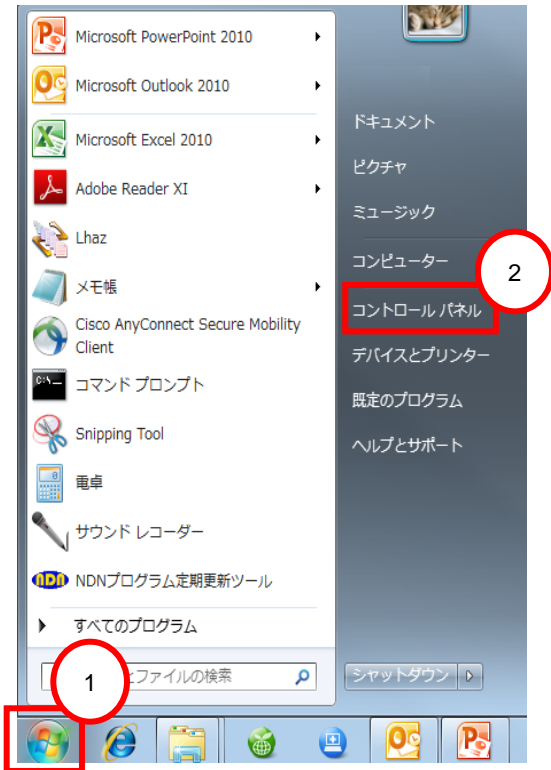 Microsoft PowerPoint 2010
Microsoft Outlook 2010
Microsoft Excel 2010
Adobe Reader XI
Lhaz
メモ帳
Cisco AnyConnect Secure Mobility
Client
C:\
コマンド プロンプト
Snipping Tool
電卓
サウンド レコーダー
NDN NDNプログラム定期更新ツール
すべてのプログラム
とファイルの検索
1
ドキュメント
ピクチャ
ミュージック
コンピューター
2
コントロール パネル
デバイスとプリンター
既定のプログラム
ヘルプとサポート
シャットダウン